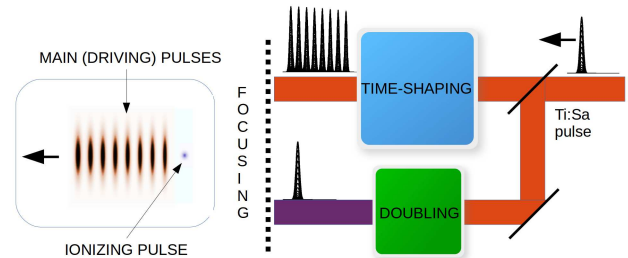 MAIN (DRIVING) PULSES
IONIZING PULSE
FOCUSING
TIME-SHAPING
DOUBLING
Ti:Sa
pulse